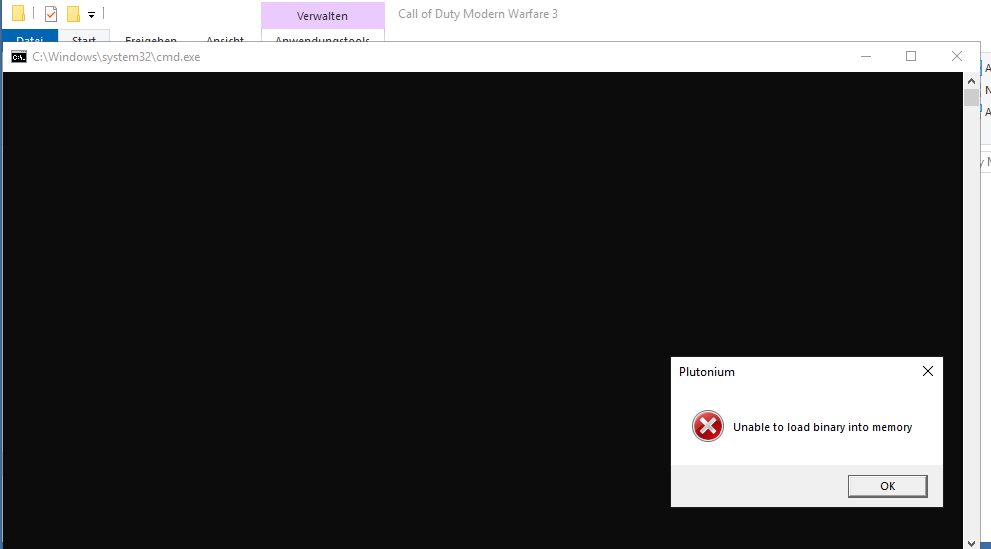 Verwalten
Call of Duty Modern Warfare 3
Datei
Start
Freigeben
Ansicht
Anwendungstools
C:\Windows\system32\cmd.exe
Plutonium
Unable to load binary into memory
OK